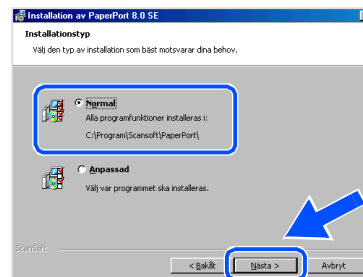 Installation av PaperPort 8.0 SE
Installationstyp
Välj den typ av installation som bäst motsvarar dina behov.
Normal
Alla programfunktioner installeras i:
C:\Program\Scansoft\PaperPort\
Anpassad
Välj var programmet ska installeras.
ScanSoft
< Bakåt
Nästa >
Avbryt